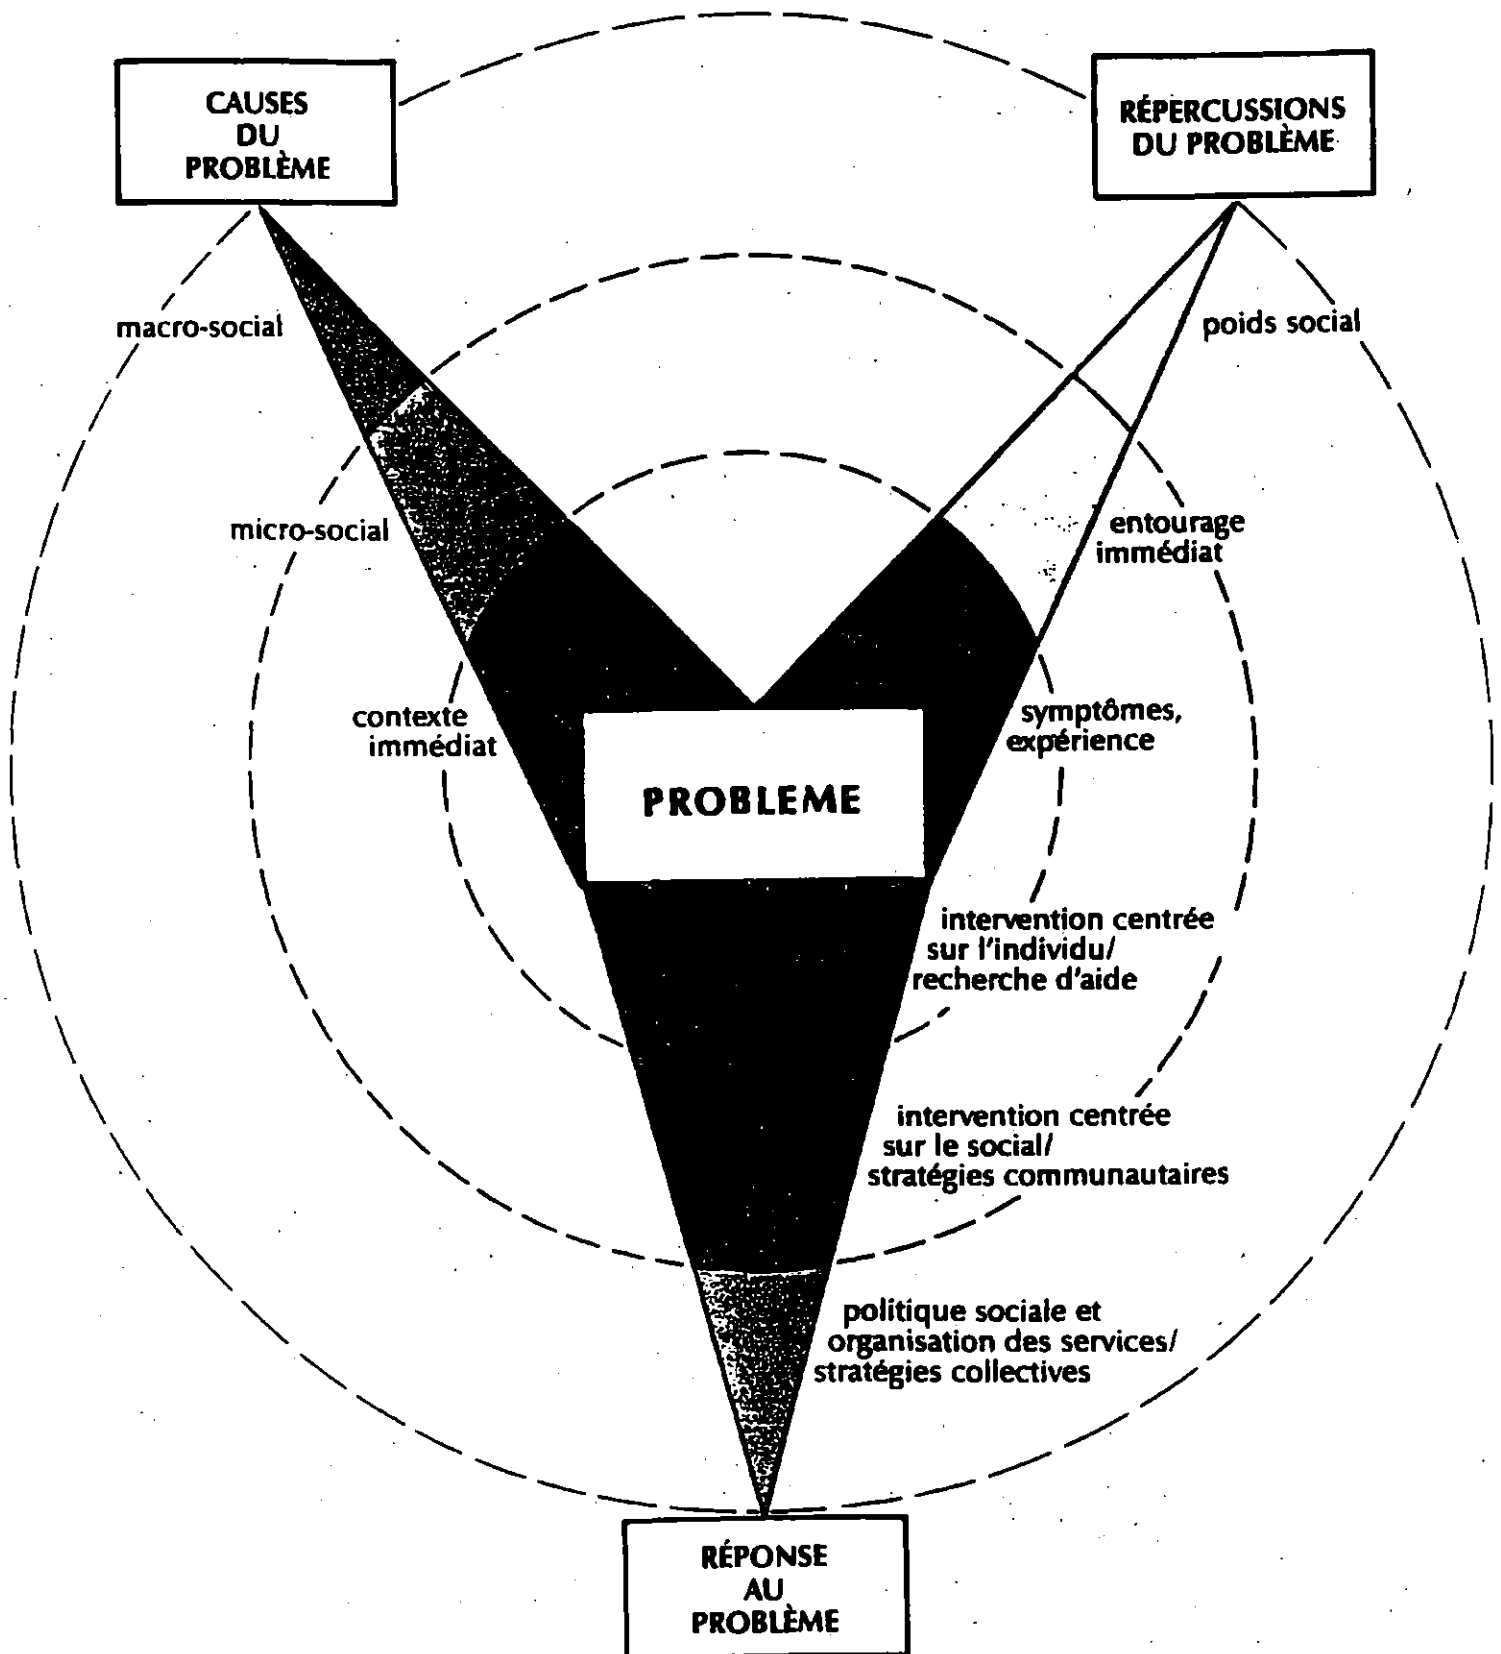 CAUSES
DU
PROBLÈME
RÉPERCUSSIONS
DU PROBLÈME
macro-social
poids social
micro-social
entourage
immédiat
contexte
immédiat
symptômes,
expérience
PROBLEME
intervention centrée
sur l'individu/
recherche d'aide
intervention centrée
sur le social/
stratégies communautaires
politique sociale et
organisation des services/
stratégies collectives
RÉPONSE
AU
PROBLÈME